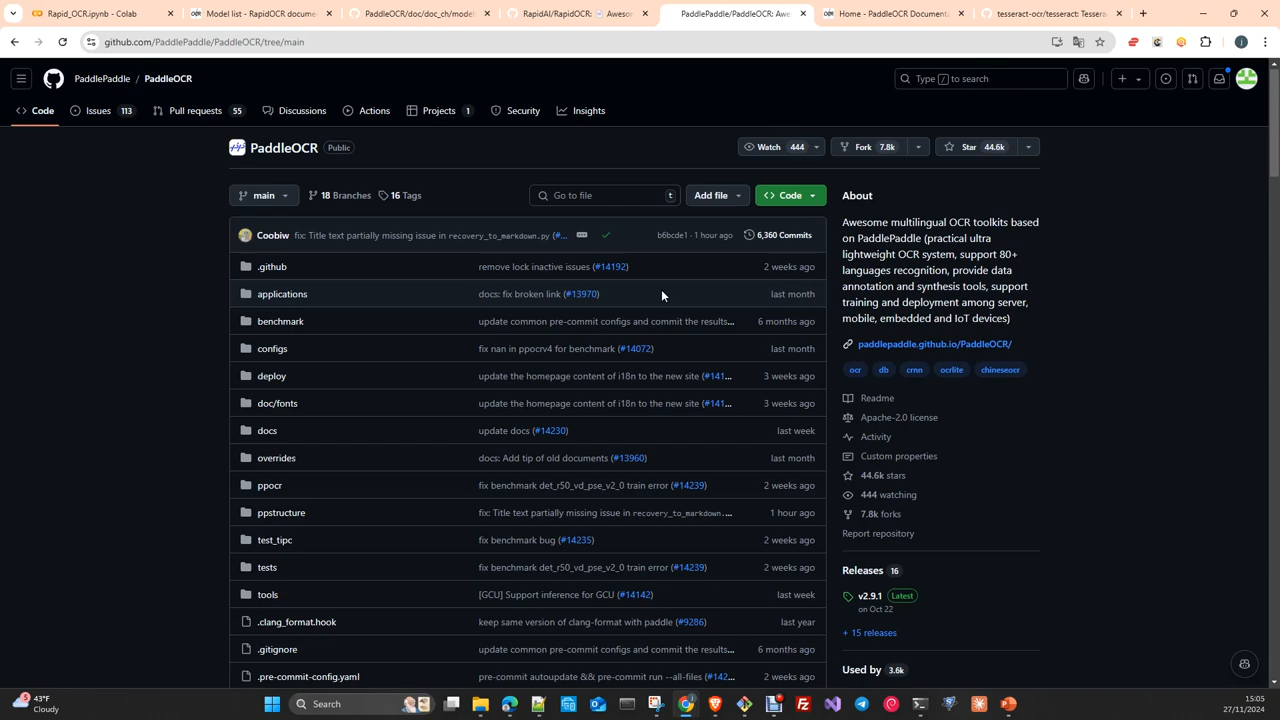 Rapid_OCR.ipynb - Colab
Model list - RapidOCR docume
PaddleOCR/doc/doc_ch/model
RapidAI/RapidOCR: Aweson
PaddlePaddle/PaddleOCR: Awe
Home - PaddleOCR Documenta
tesseract-ocr/tesseract: Tessera
github.com/PaddlePaddle/PaddleOCR/tree/main
PaddlePaddle / PaddleOCR
Type / to search
Code
Issues 113
Pull requests 55
Discussions
Actions
Projects 1
Security
Insights
PaddleOCR Public
Watch 444
Fork 7.8k
Star 44.6k
main
18 Branches
16 Tags
Go to file t
Add file
Code
Coobiw fix: Title text partially missing issue in recovery_to_markdown.py (#... b6bcde1 · 1 hour ago 6,360 Commits
.github remove lock inactive issues (#14192) 2 weeks ago
applications docs: fix broken link (#13970) last month
benchmark update common pre-commit configs and commit the results... 6 months ago
configs fix nan in ppocrv4 for benchmark (#14072) last month
deploy update the homepage content of i18n to the new site (#141... 3 weeks ago
doc/fonts update the homepage content of i18n to the new site (#141... 3 weeks ago
docs update docs (#14230) last week
overrides docs: Add tip of old documents (#13960) last month
ppocr fix benchmark det_r50_vd_pse_v2_0 train error (#14239) 2 weeks ago
ppstructure fix: Title text partially missing issue in recovery_to_markdown.... 1 hour ago
test_tipc fix benchmark bug (#14235) 2 weeks ago
tests fix benchmark det_r50_vd_pse_v2_0 train error (#14239) 2 weeks ago
tools [GCU] Support inference for GCU (#14142) last week
.clang_format.hook keep same version of clang-format with paddle (#9286) last year
.gitignore update common pre-commit configs and commit the results... 6 months ago
.pre-commit-config.yaml pre-commit autoupdate && pre-commit run --all-files (#142... 2 weeks ago
About
Awesome multilingual OCR toolkits based
on PaddlePaddle (practical ultra
lightweight OCR system, support 80+
languages recognition, provide data
annotation and synthesis tools, support
training and deployment among server,
mobile, embedded and IoT devices)
paddlepaddle.github.io/PaddleOCR/
ocr db crnn ocrlite chineseocr
Readme
Apache-2.0 license
Activity
Custom properties
44.6k stars
444 watching
7.8k forks
Report repository
Releases 16
v2.9.1 Latest
on Oct 22
+ 15 releases
Used by 3.6k
5
43°F
Cloudy
Search
15:05
27/11/2024